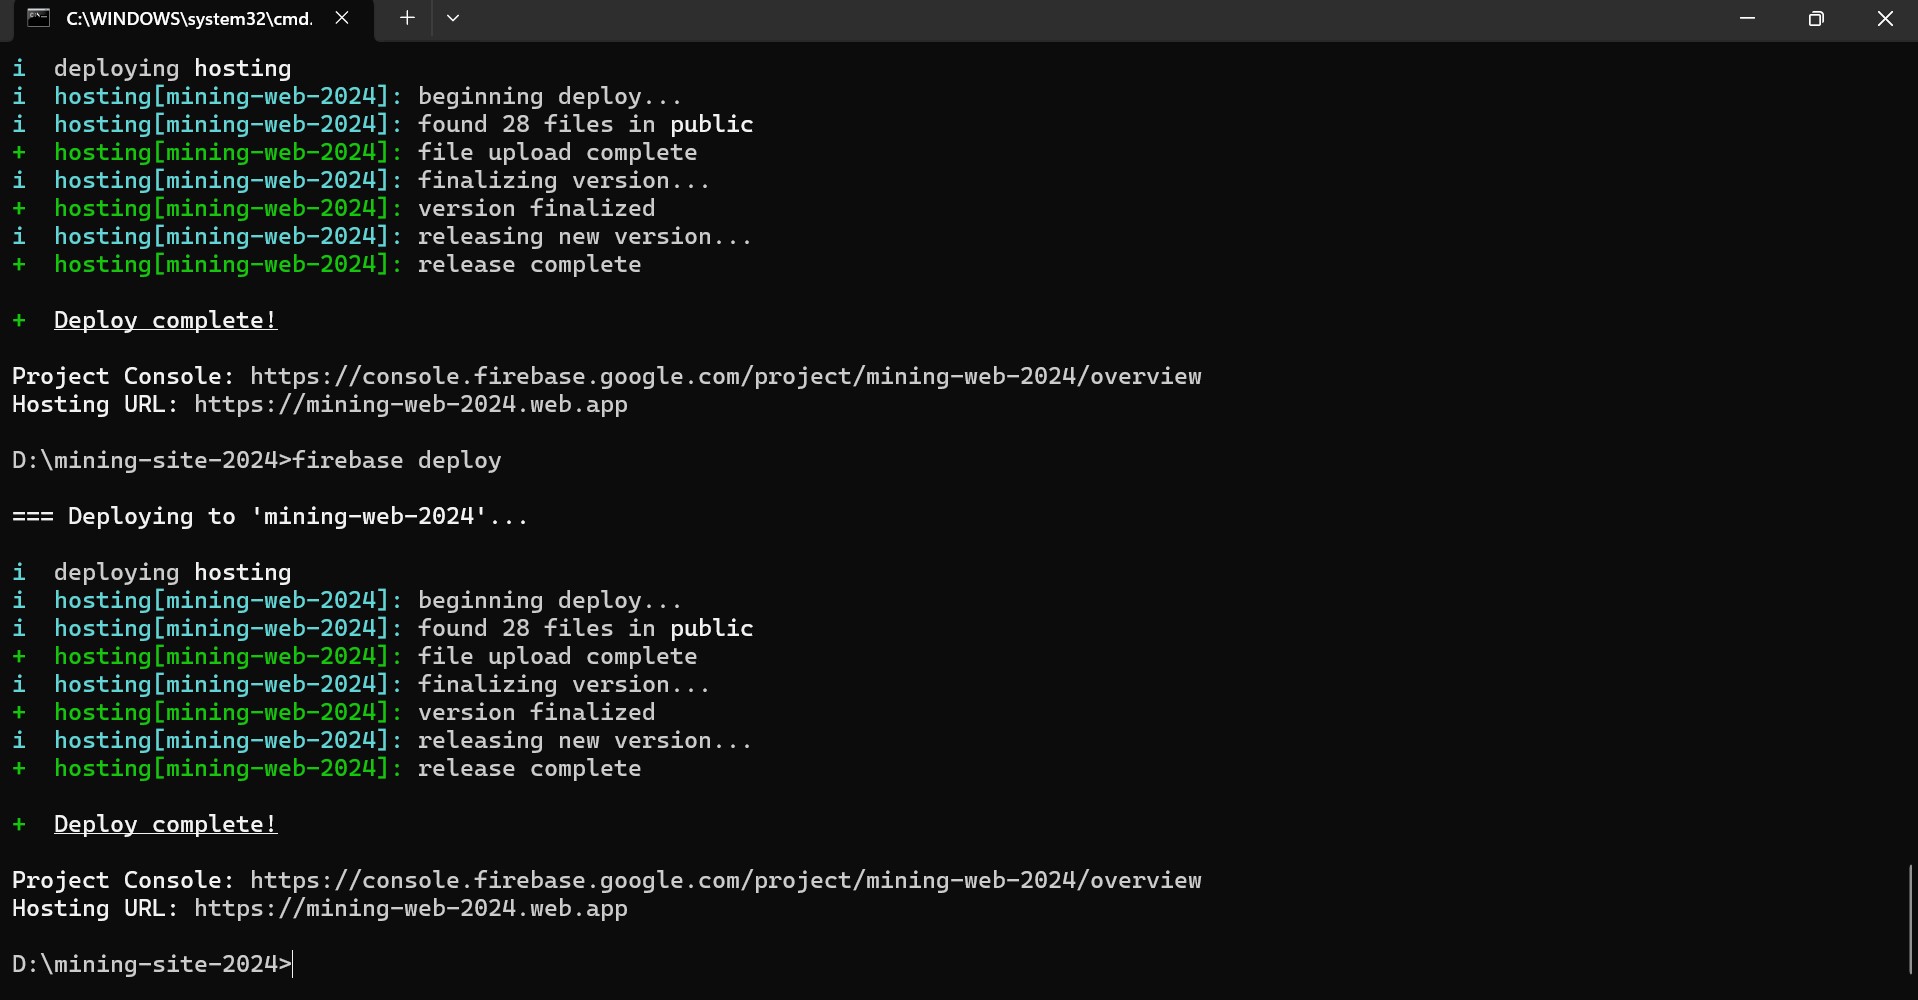 C:\WINDOWS\system32\cmd.
i  deploying hosting
i  hosting[mining-web-2024]: beginning deploy...
i  hosting[mining-web-2024]: found 28 files in public
+  hosting[mining-web-2024]: file upload complete
i  hosting[mining-web-2024]: finalizing version...
+  hosting[mining-web-2024]: version finalized
i  hosting[mining-web-2024]: releasing new version...
+  hosting[mining-web-2024]: release complete
+  Deploy complete!
Project Console: https://console.firebase.google.com/project/mining-web-2024/overview
Hosting URL: https://mining-web-2024.web.app
D:\mining-site-2024>firebase deploy
=== Deploying to 'mining-web-2024'...
i  deploying hosting
i  hosting[mining-web-2024]: beginning deploy...
i  hosting[mining-web-2024]: found 28 files in public
+  hosting[mining-web-2024]: file upload complete
i  hosting[mining-web-2024]: finalizing version...
+  hosting[mining-web-2024]: version finalized
i  hosting[mining-web-2024]: releasing new version...
+  hosting[mining-web-2024]: release complete
+  Deploy complete!
Project Console: https://console.firebase.google.com/project/mining-web-2024/overview
Hosting URL: https://mining-web-2024.web.app
D:\mining-site-2024>